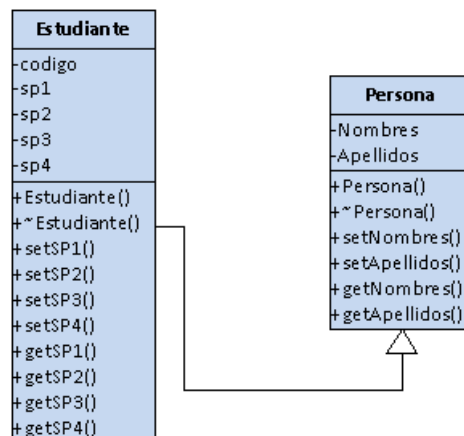 Estudiante
-codigo
-sp1
-sp2
-sp3
-sp4
+Estudiante()
+~Estudiante()
+setSP1()
+setSP2()
+setSP3()
+setSP4()
+getSP1()
+getSP2()
+getSP3()
+getSP4()
Persona
-Nombres
-Apellidos
+Persona()
+~Persona()
+setNombres()
+setApellidos()
+getNombres()
+getApellidos()